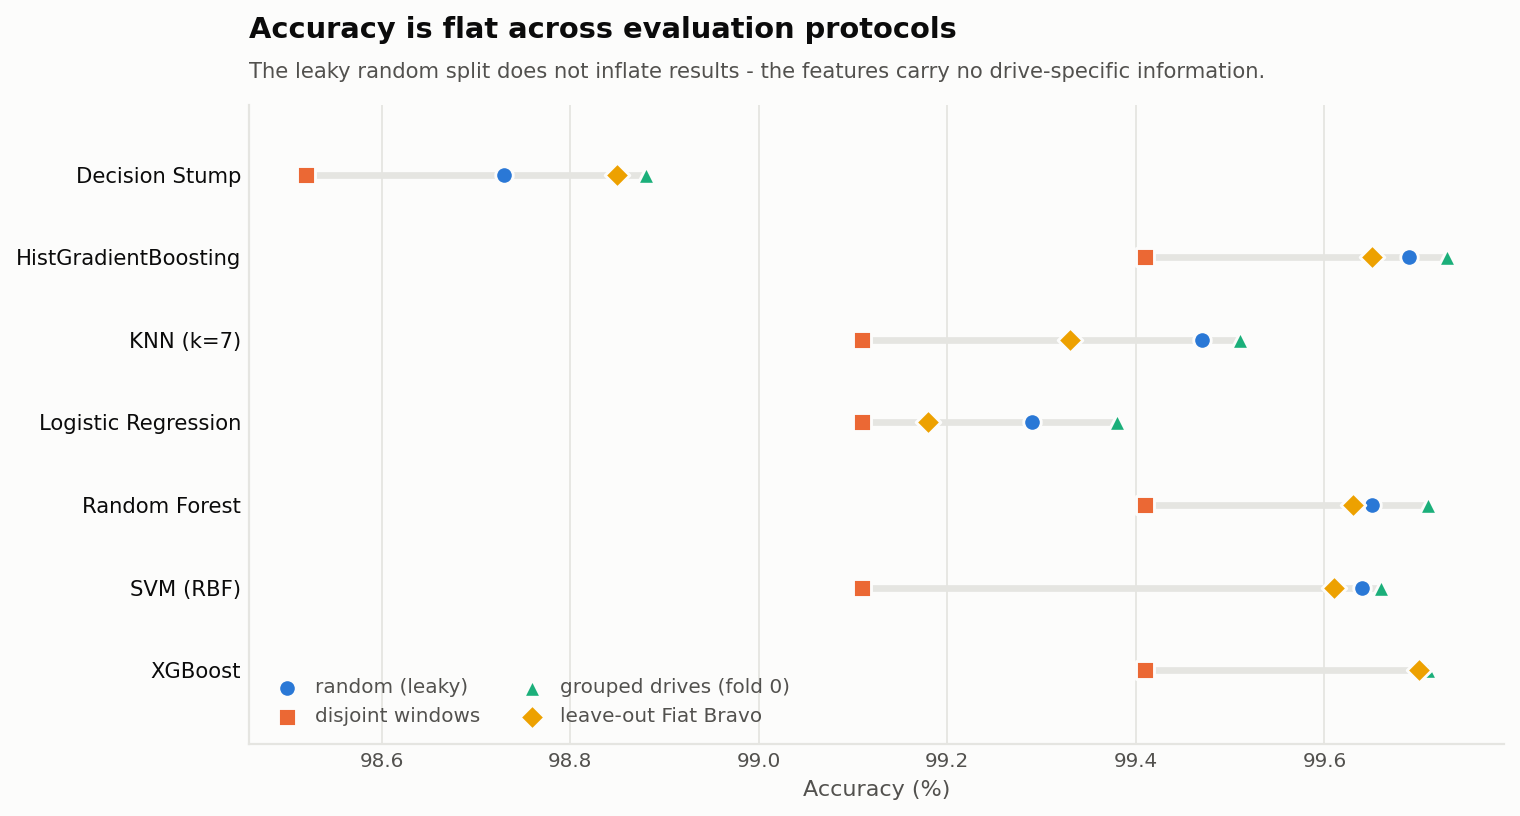 Accuracy is flat across evaluation protocols
The leaky random split does not inflate results - the features carry no drive-specific information.
Decision Stump
HistGradientBoosting
KNN (k=7)
Logistic Regression
Random Forest
SVM (RBF)
XGBoost
random (leaky)
disjoint windows
grouped drives (fold 0)
leave-out Fiat Bravo
98.6 98.8 99.0 99.2 99.4 99.6
Accuracy (%)